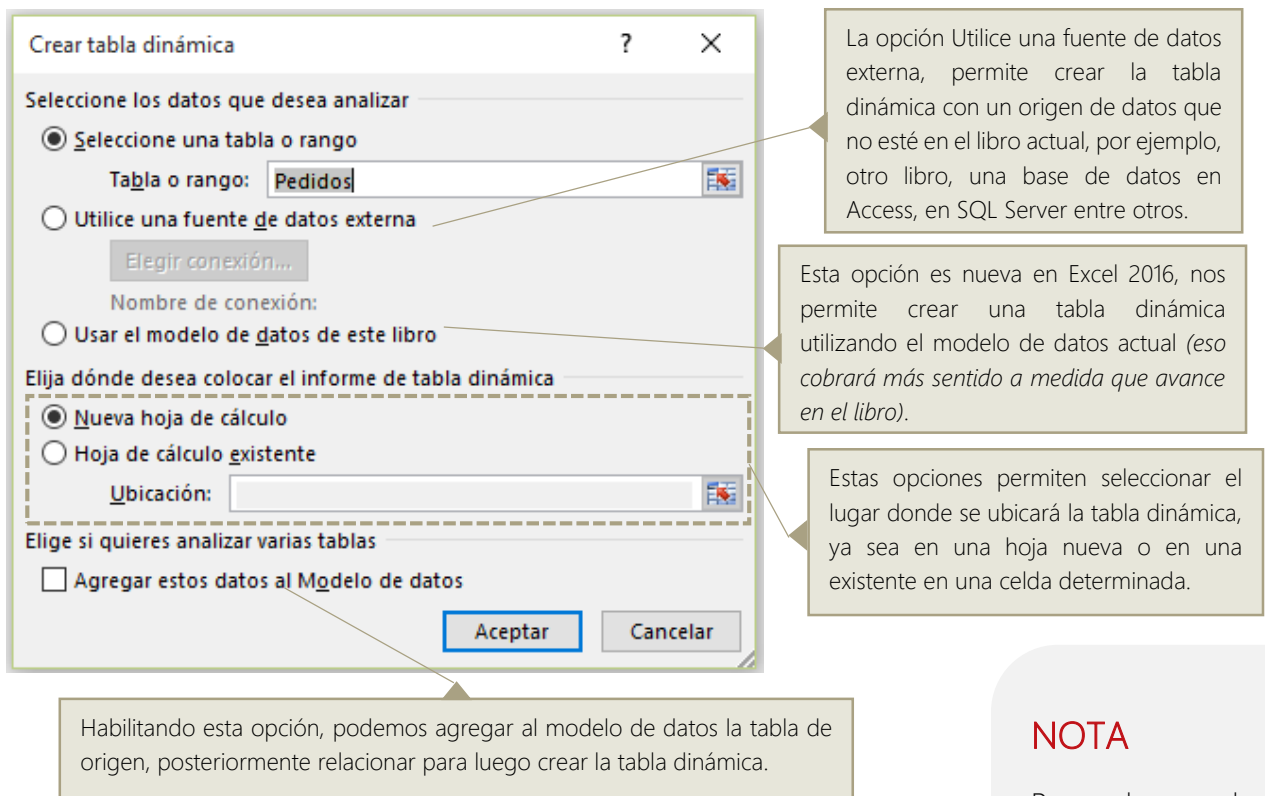 Crear tabla dinámica ? ×
Seleccione los datos que desea analizar
Seleccione una tabla o rango
Tabla o rango: Pedidos
Utilice una fuente de datos externa
Elegir conexión...
Nombre de conexión:
Usar el modelo de datos de este libro
Elija dónde desea colocar el informe de tabla dinámica
Nueva hoja de cálculo
Hoja de cálculo existente
Ubicación:
Elige si quieres analizar varias tablas
Agregar estos datos al Modelo de datos
Aceptar Cancelar
La opción Utilice una fuente de datos
externa, permite crear la tabla
dinámica con un origen de datos que
no esté en el libro actual, por ejemplo,
otro libro, una base de datos en
Access, en SQL Server entre otros.
Esta opción es nueva en Excel 2016, nos
permite crear una tabla dinámica
utilizando el modelo de datos actual (eso
cobrará más sentido a medida que avance
en el libro).
Estas opciones permiten seleccionar el
lugar donde se ubicará la tabla dinámica,
ya sea en una hoja nueva o en una
existente en una celda determinada.
Habilitando esta opción, podemos agregar al modelo de datos la tabla de
origen, posteriormente relacionar para luego crear la tabla dinámica.
NOTA